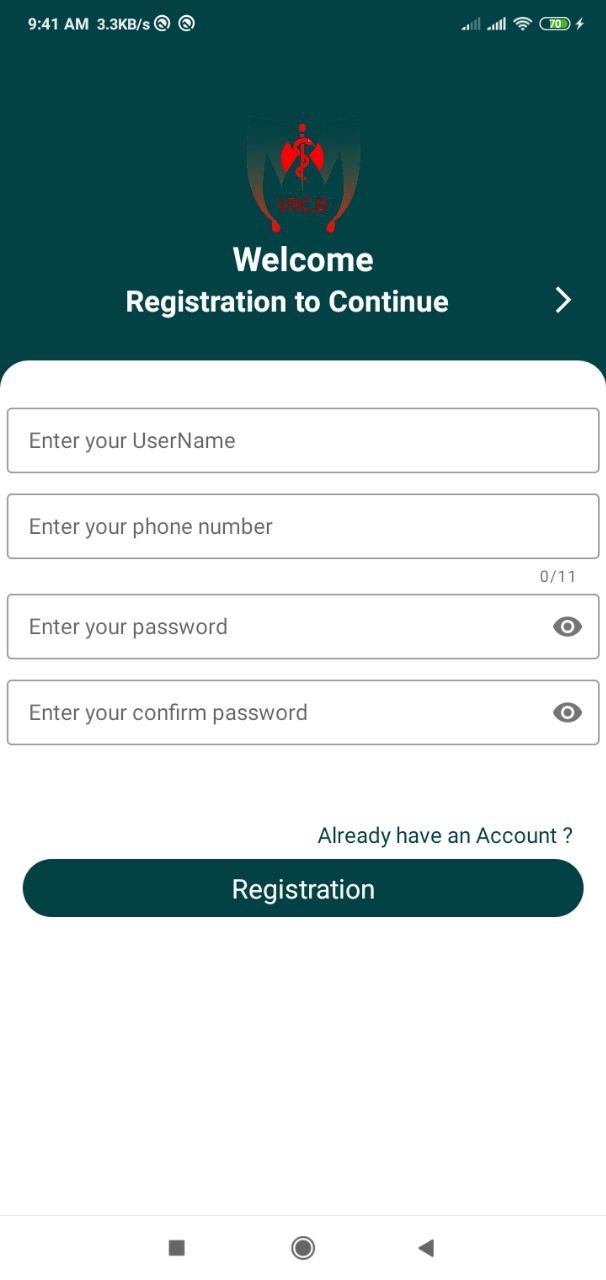 9:41 AM 3.3KB/s
70
Welcome
Registration to Continue
Enter your UserName
Enter your phone number
0/11
Enter your password
Enter your confirm password
Already have an Account ?
Registration